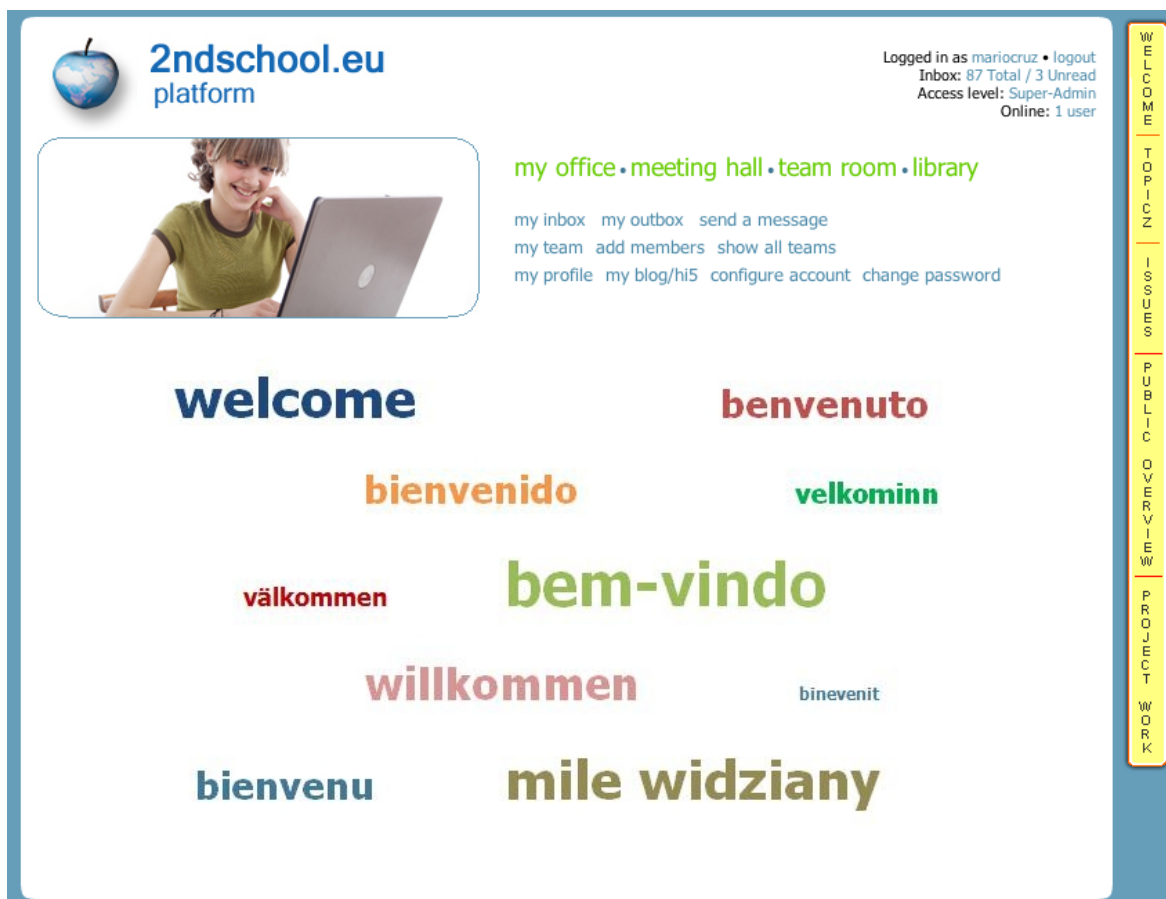 2ndschool.eu
platform
Logged in as mariocruz • logout
Inbox: 87 Total / 3 Unread
Access level: Super-Admin
Online: 1 user
my office • meeting hall • team room • library
my inbox my outbox send a message
my team add members show all teams
my profile my blog/hi5 configure account change password
welcome
benvenuto
bienvenido
velkominn
välkommen
bem-vindo
willkommen
binevenit
bienvenu
mile widziany
WELCOME
TOPICZ
ISSUES
PUBLIC OVERVIEW
PROJECT WORK